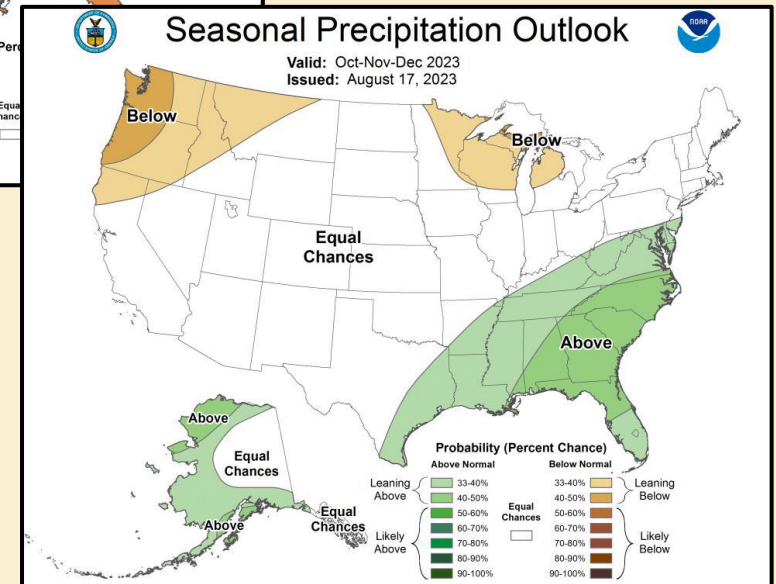 Seasonal Precipitation Outlook
NOAA
Valid: Oct-Nov-Dec 2023
Issued: August 17, 2023
Below
Below
Equal
Chances
Above
Above
Equal
Chances
Above
Equal
Chances
Probability (Percent Chance)
Above Normal
Below Normal
Leaning
Above
33-40%
40-50%
50-60%
60-70%
70-80%
80-90%
90-100%
Likely
Above
Equal
Chances
33-40%
40-50%
50-60%
60-70%
70-80%
80-90%
90-100%
Leaning
Below
Likely
Below